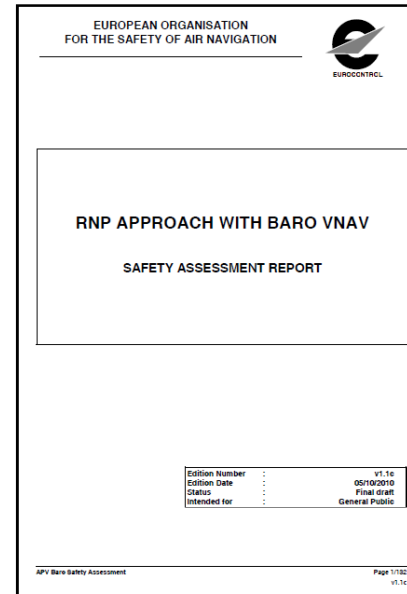 EUROPEAN ORGANISATION
FOR THE SAFETY OF AIR NAVIGATION
EUROCONTROL
RNP APPROACH WITH BARO VNAV
SAFETY ASSESSMENT REPORT
Edition Number : v1.1e
Edition Date : 05/10/2010
Status : Final draft
Intended for : General Public
APV Baro Safety Assessment Page 1/182
v1.1c